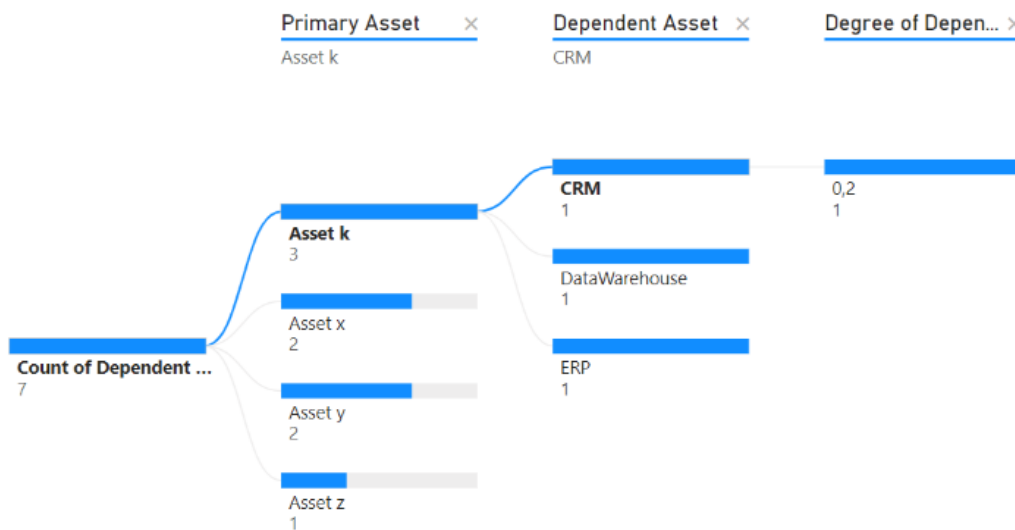 Primary Asset ×
Asset k
Dependent Asset ×
CRM
Degree of Depen... ×
Count of Dependent ...
7
Asset k
3
Asset x
2
Asset y
2
Asset z
1
CRM
1
DataWarehouse
1
ERP
1
0,2
1